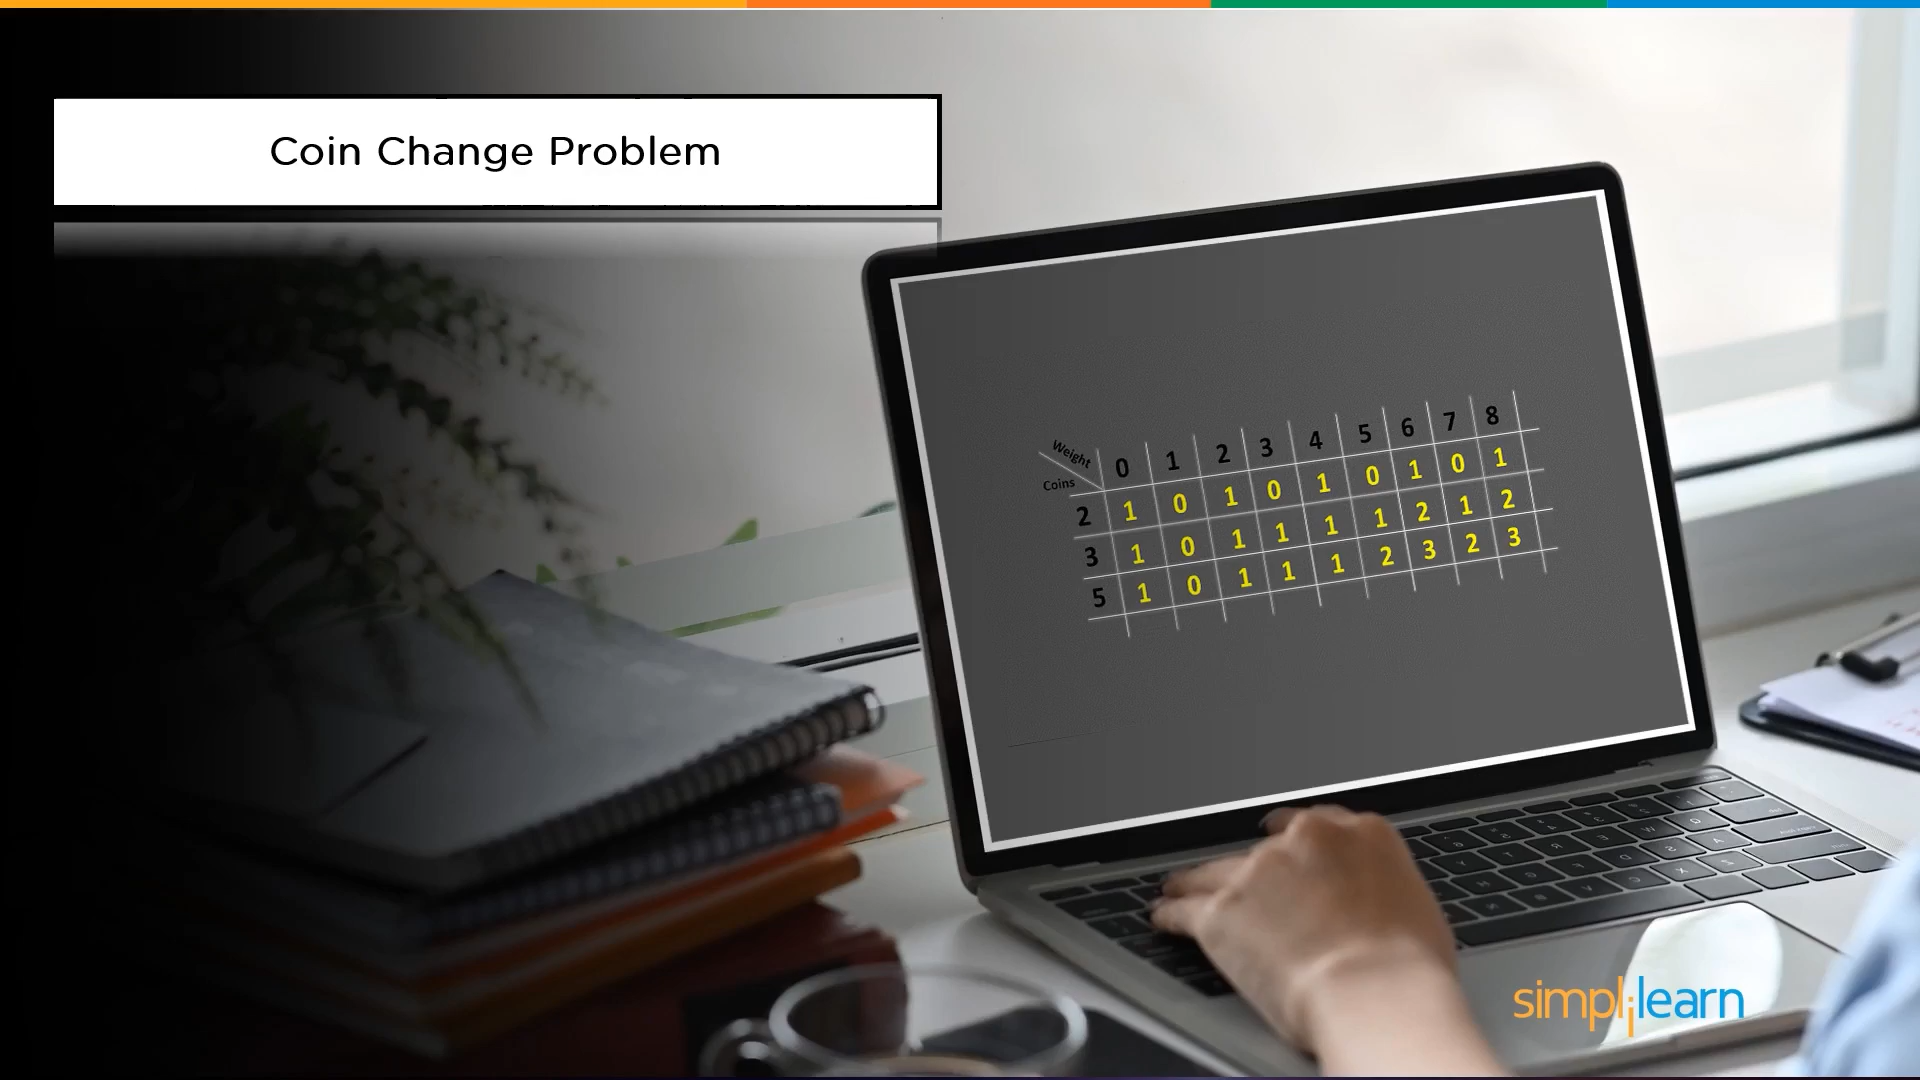 Coin Change Problem
Weight 0 1 2 3 4 5 6 7 8
Coins
2 1 0 1 0 1 0 1 0 1
3 1 0 1 1 1 1 2 1 2
5 1 0 1 1 1 2 3 2 3
simplilearn